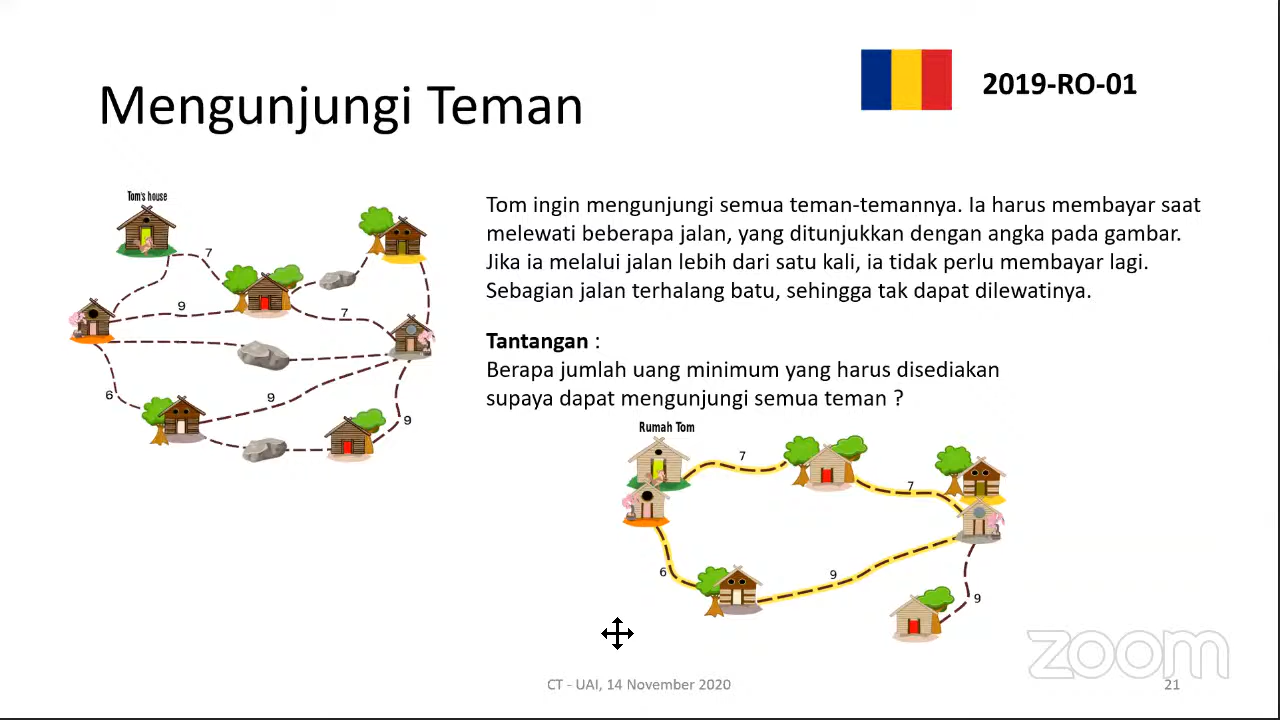 Mengunjungi Teman
2019-RO-01
Tom's house
7
9
7
6
9
9
Tom ingin mengunjungi semua teman-temannya. Ia harus membayar saat
melewati beberapa jalan, yang ditunjukkan dengan angka pada gambar.
Jika ia melalui jalan lebih dari satu kali, ia tidak perlu membayar lagi.
Sebagian jalan terhalang batu, sehingga tak dapat dilewatinya.
Tantangan :
Berapa jumlah uang minimum yang harus disediakan
supaya dapat mengunjungi semua teman ?
Rumah Tom
7
7
6
9
9
zoom
CT - UAI, 14 November 2020
21